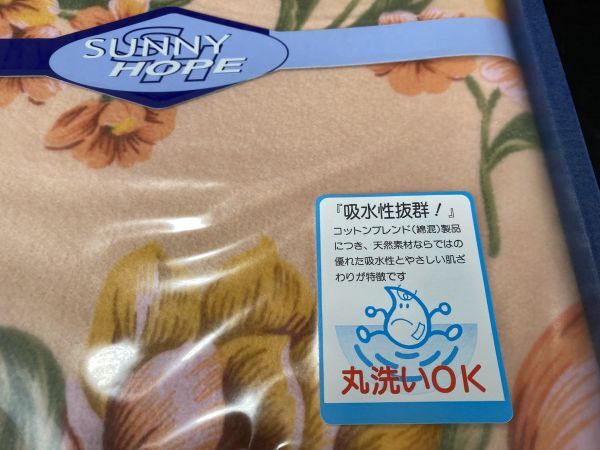 SUNNY
HOPE
『吸水性抜群！』
コットンブレンド(綿混)製品
につき、天然素材ならではの
優れた吸水性とやさしい肌ざ
わりが特徴です
丸洗いOK